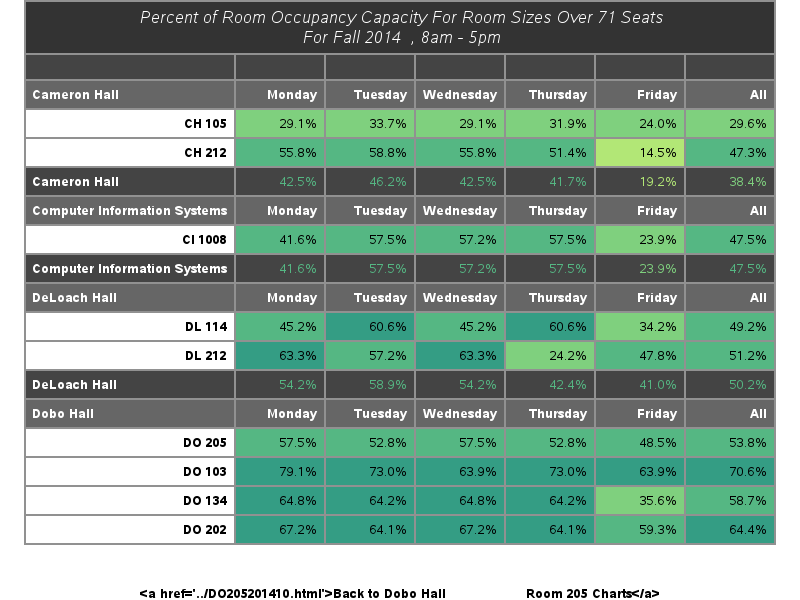 Percent of Room Occupancy Capacity For Room Sizes Over 71 Seats
For Fall 2014 , 8am - 5pm
Cameron Hall Monday Tuesday Wednesday Thursday Friday All
CH 105 29.1% 33.7% 29.1% 31.9% 24.0% 29.6%
CH 212 55.8% 58.8% 55.8% 51.4% 14.5% 47.3%
Cameron Hall 42.5% 46.2% 42.5% 41.7% 19.2% 38.4%
Computer Information Systems Monday Tuesday Wednesday Thursday Friday All
CI 1008 41.6% 57.5% 57.2% 57.5% 23.9% 47.5%
Computer Information Systems 41.6% 57.5% 57.2% 57.5% 23.9% 47.5%
DeLoach Hall Monday Tuesday Wednesday Thursday Friday All
DL 114 45.2% 60.6% 45.2% 60.6% 34.2% 49.2%
DL 212 63.3% 57.2% 63.3% 24.2% 47.8% 51.2%
DeLoach Hall 54.2% 58.9% 54.2% 42.4% 41.0% 50.2%
Dobo Hall Monday Tuesday Wednesday Thursday Friday All
DO 205 57.5% 52.8% 57.5% 52.8% 48.5% 53.8%
DO 103 79.1% 73.0% 63.9% 73.0% 63.9% 70.6%
DO 134 64.8% 64.2% 64.8% 64.2% 35.6% 58.7%
DO 202 67.2% 64.1% 67.2% 64.1% 59.3% 64.4%
<a href='../DO205201410.html'>Back to Dobo Hall Room 205 Charts</a>